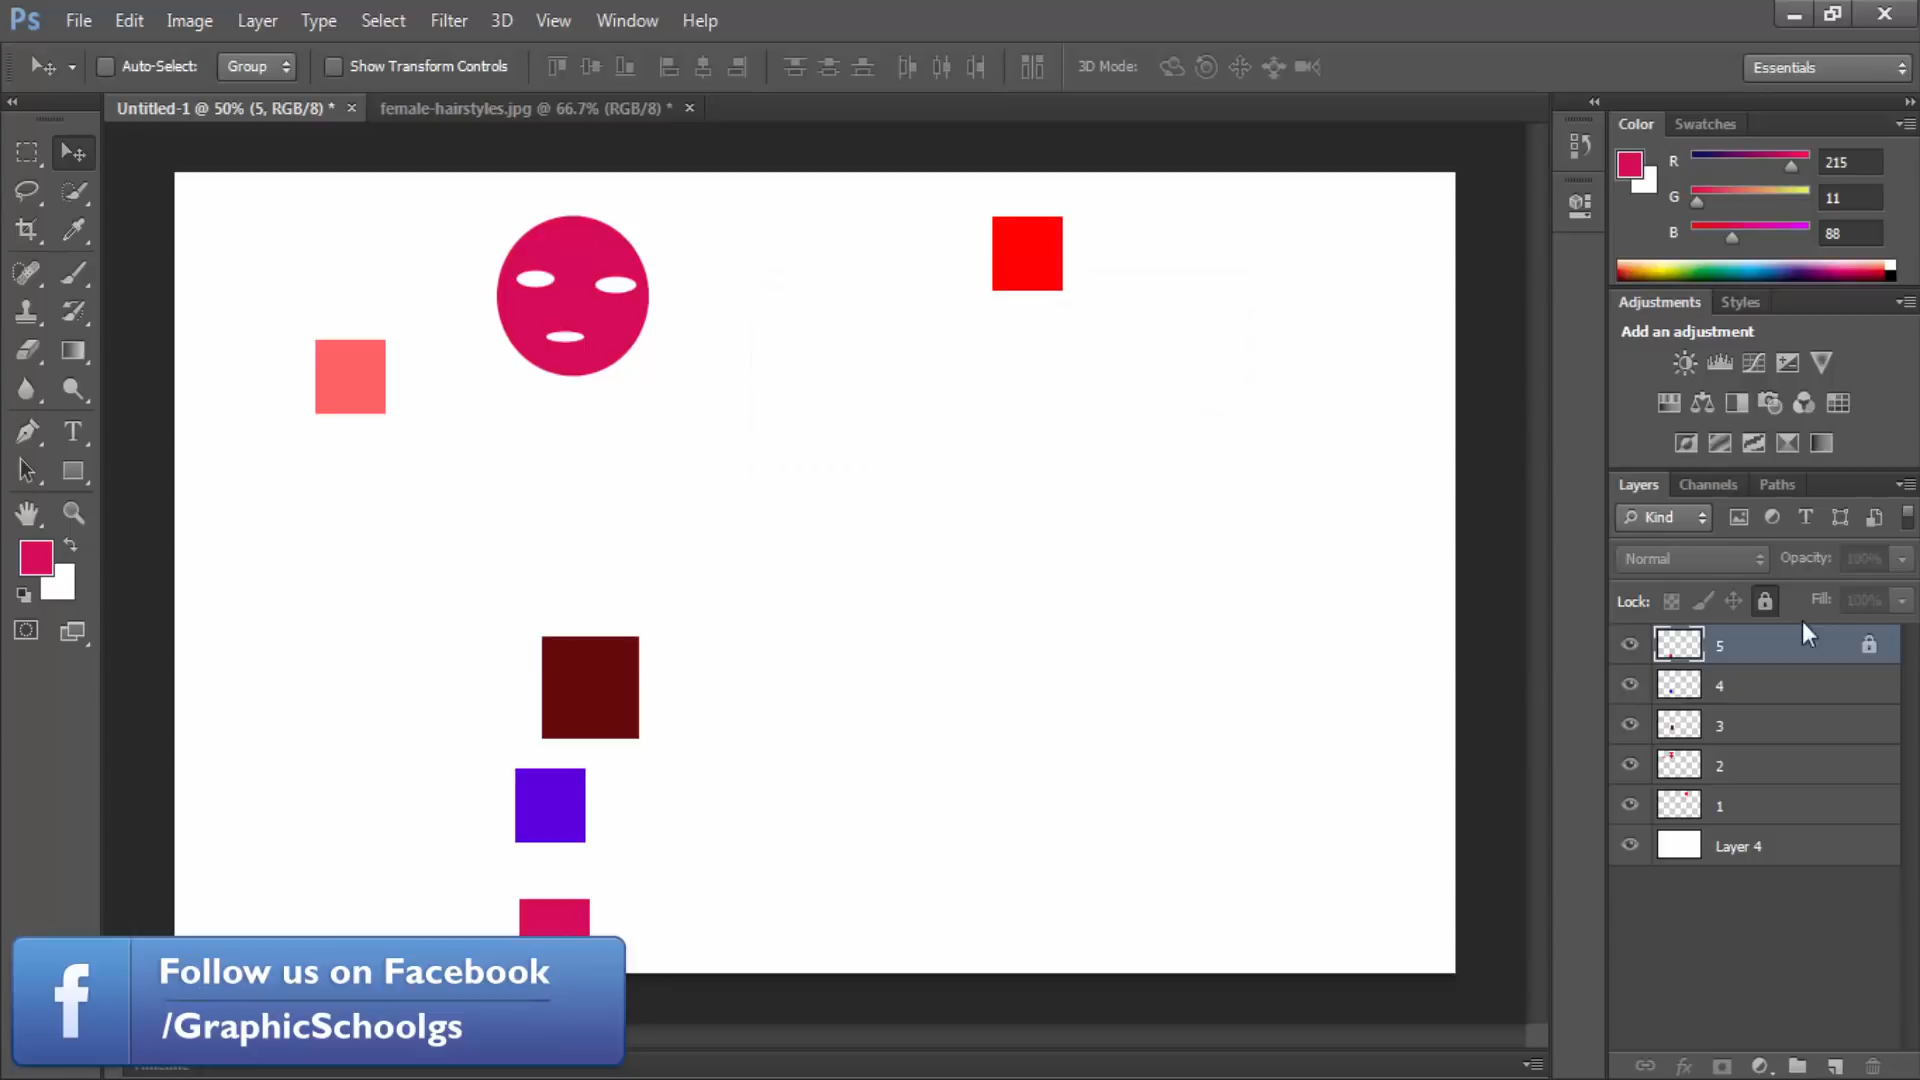 Ps File Edit Image Layer Type Select Filter 3D View Window Help
Auto-Select: Group Show Transform Controls 3D Mode: Essentials
Untitled-1 @ 50% (5, RGB/8) * × female-hairstyles.jpg @ 66.7% (RGB/8) * ×
Color Swatches
R 215
G 11
B 88
Adjustments Styles
Add an adjustment
Layers Channels Paths
Kind
Normal Opacity: 100%
Lock: Fill: 100%
5
4
3
2
1
Layer 4
Follow us on Facebook
/GraphicSchoolgs